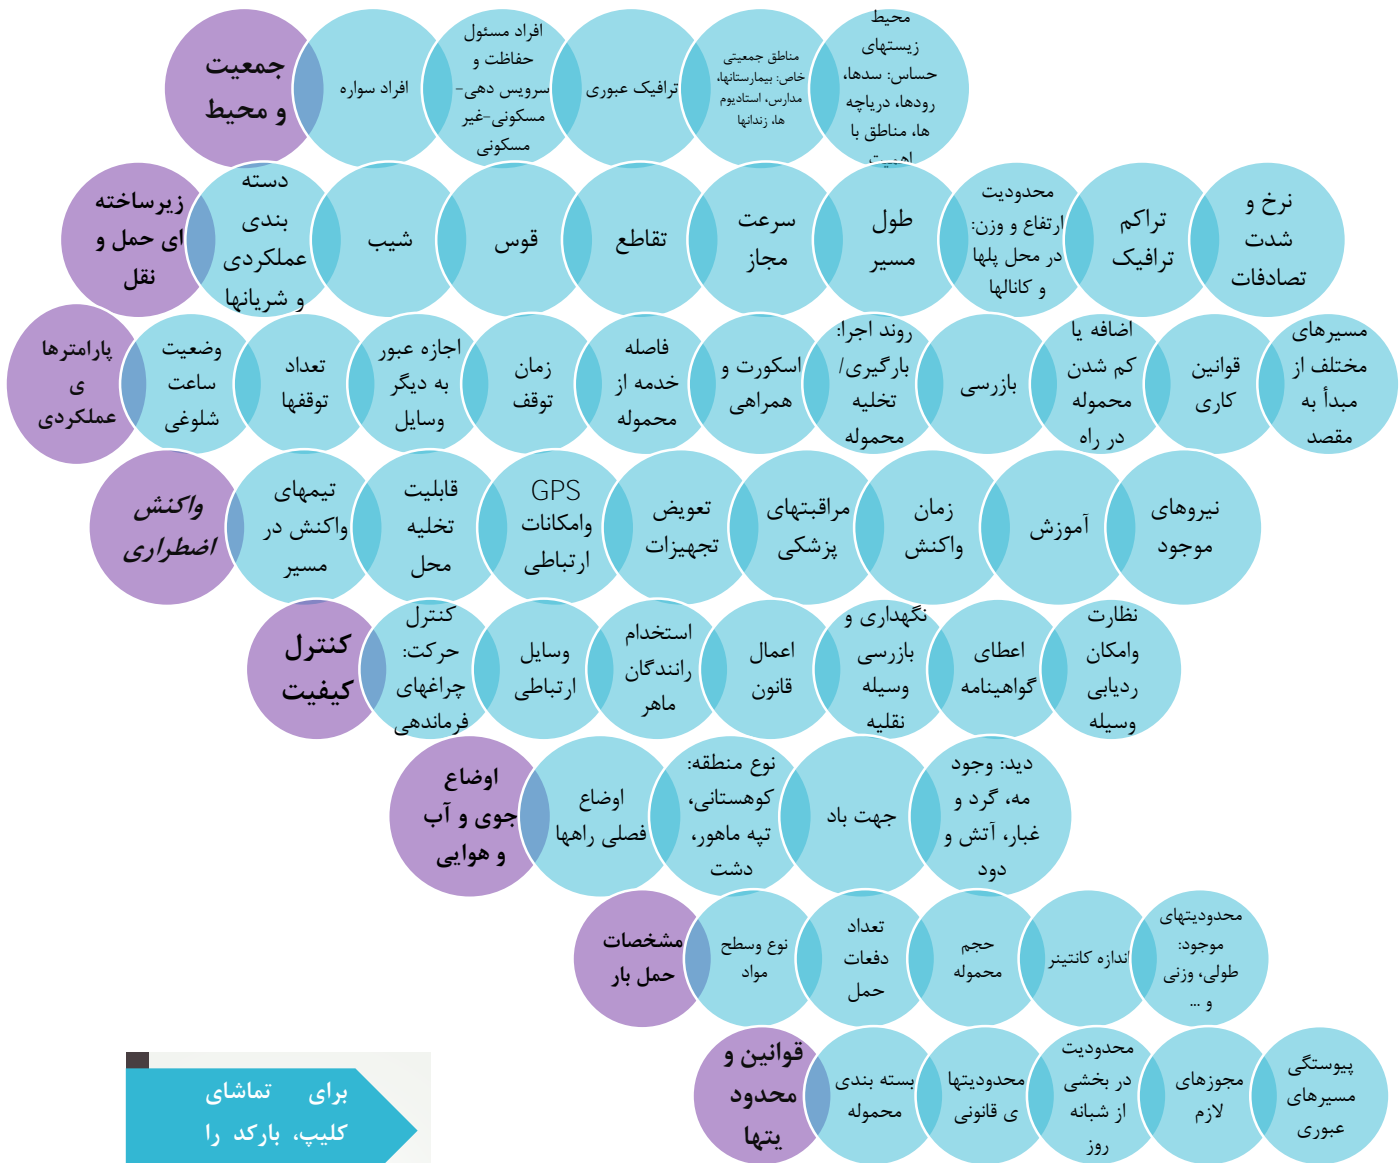 جمعیت
و محیط
افراد سواره
افراد مسئول
حفاظت و
سرویس دهی-
مسکونی-غیر
مسکونی
ترافیک عبوری
مناطق جمعیتی
خاص: بیمارستانها،
مدارس، استادیوم
ها، زندانها
محیط
زیستهای
حساس: سدها،
رودها، دریاچه
ها، مناطق با
اهمیت
زیرساخته
ای حمل و
نقل
دسته
بندی
عملکردی
و شریانها
شیب
قوس
تقاطع
سرعت
مجاز
طول
مسیر
محدودیت
ارتفاع و وزن:
در محل پلها
و کانالها
تراکم
ترافیک
نرخ و
شدت
تصادفات
پارامترها
ی
عملکردی
وضعیت
ساعت
شلوغی
تعداد
توقفها
اجازه عبور
به دیگر
وسایل
زمان
توقف
فاصله
خدمه از
محموله
اسکورت و
همراهی
روند اجرا:
بارگیری/
تخلیه
محموله
بازرسی
اضافه یا
کم شدن
محموله
در راه
قوانین
کاری
مسیرهای
مختلف از
مبدأ به
مقصد
واکنش
اضطراری
تیمهای
واکنش در
مسیر
قابلیت
تخلیه
محل
GPS
وامکانات
ارتباطی
تعویض
تجهیزات
مراقبتهای
پزشکی
زمان
واکنش
آموزش
نیروهای
موجود
کنترل
کیفیت
کنترل
حرکت:
چراغهای
فرماندهی
وسایل
ارتباطی
استخدام
رانندگان
ماهر
اعمال
قانون
نگهداری و
بازرسی
وسیله
نقلیه
اعطای
گواهینامه
نظارت
وامکان
ردیابی
وسیله
اوضاع
جوی و آب
و هوایی
اوضاع
فصلی راهها
نوع منطقه:
کوهستانی،
تپه ماهور،
دشت
جهت باد
دید: وجود
مه، گرد و
غبار، آتش و
دود
مشخصات
حمل بار
نوع وسطح
مواد
تعداد
دفعات
حمل
حجم
محموله
اندازه کانتینر
محدودیتهای
موجود:
طولی، وزنی
و ...
قوانین و
محدود
یتها
بسته بندی
محموله
محدودیتها
ی قانونی
محدودیت
در بخشی
از شبانه
روز
مجوزهای
لازم
پیوستگی
مسیرهای
عبوری
برای تماشای
کلیپ، بارکد را